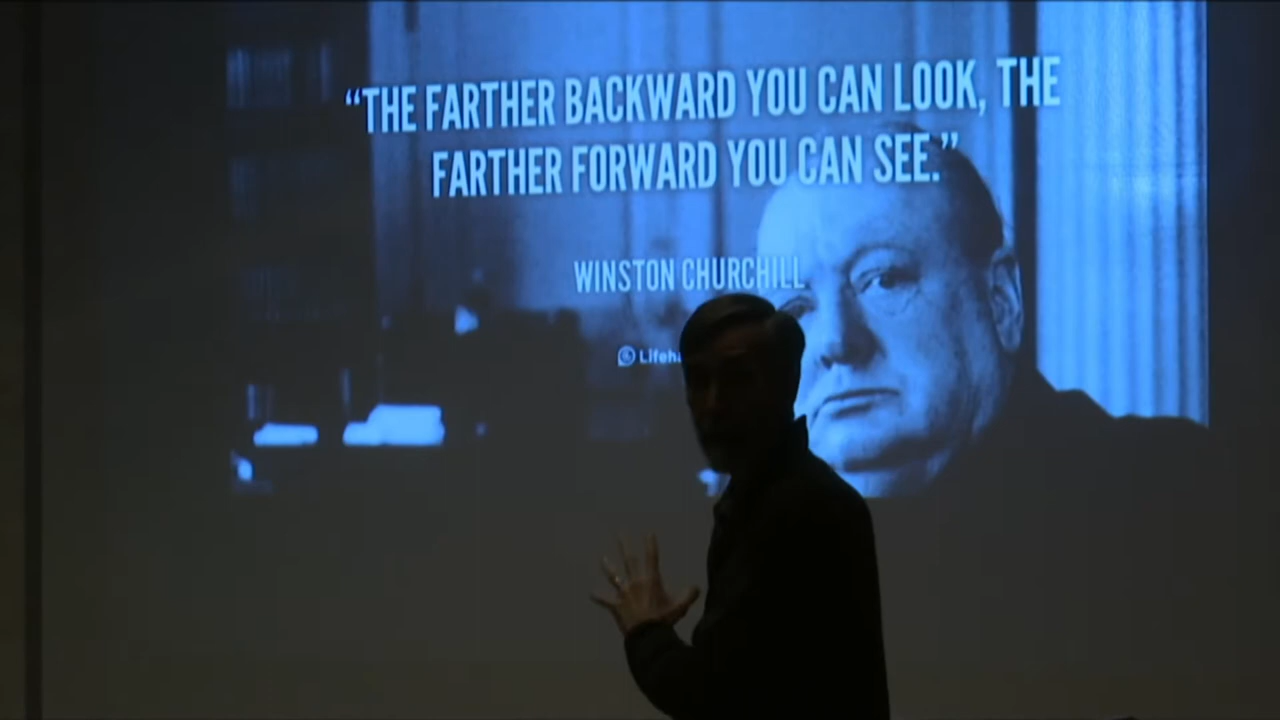 “THE FARTHER BACKWARD YOU CAN LOOK, THE
FARTHER FORWARD YOU CAN SEE.”
WINSTON CHURCHILL